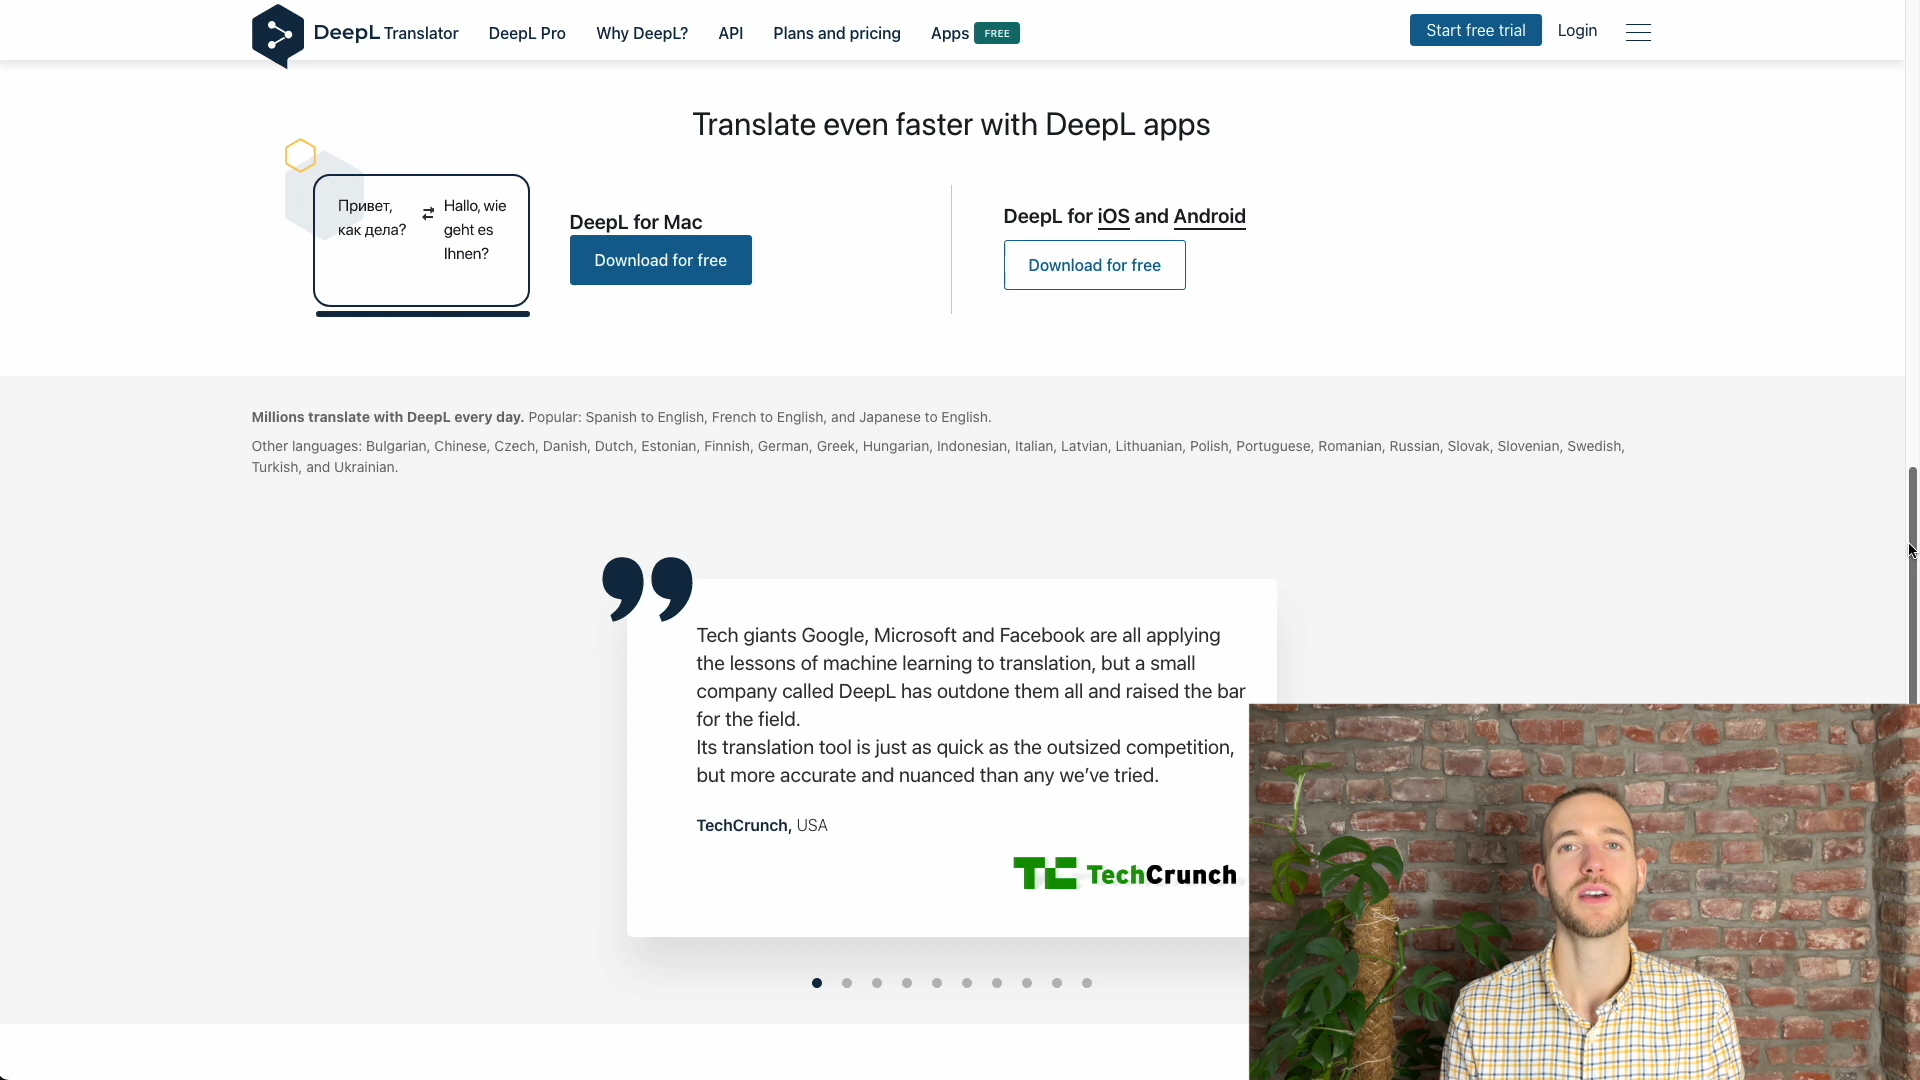 DeepL Translator DeepL Pro Why DeepL? API Plans and pricing Apps FREE Start free trial Login
Translate even faster with DeepL apps
Привет,
как дела?
Hallo, wie
geht es
Ihnen?
DeepL for Mac
Download for free
DeepL for iOS and Android
Download for free
Millions translate with DeepL every day. Popular: Spanish to English, French to English, and Japanese to English.
Other languages: Bulgarian, Chinese, Czech, Danish, Dutch, Estonian, Finnish, German, Greek, Hungarian, Indonesian, Italian, Latvian, Lithuanian, Polish, Portuguese, Romanian, Russian, Slovak, Slovenian, Swedish,
Turkish, and Ukrainian.
Tech giants Google, Microsoft and Facebook are all applying
the lessons of machine learning to translation, but a small
company called DeepL has outdone them all and raised the bar
for the field.
Its translation tool is just as quick as the outsized competition,
but more accurate and nuanced than any we’ve tried.
TechCrunch, USA
TC TechCrunch